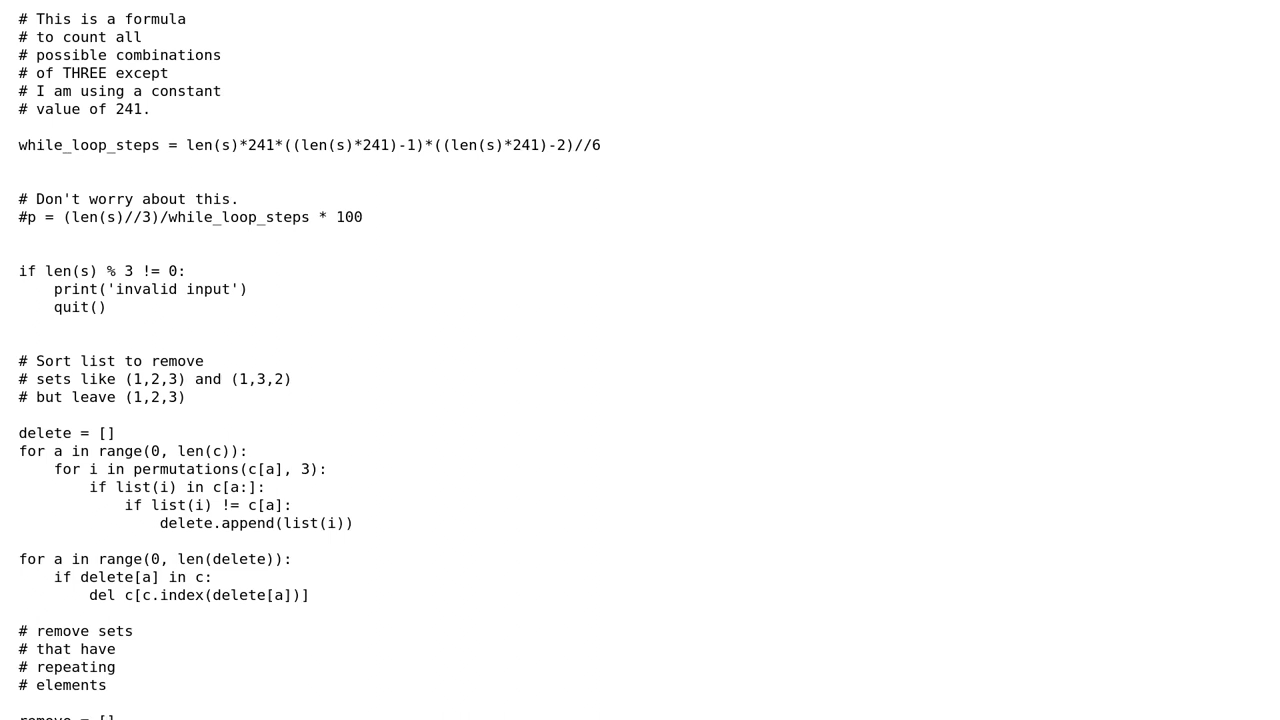 # This is a formula
# to count all
# possible combinations
# of THREE except
# I am using a constant
# value of 241.
while_loop_steps = len(s)*241*((len(s)*241)-1)*((len(s)*241)-2)//6
# Don't worry about this.
#p = (len(s)//3)/while_loop_steps * 100
if len(s) % 3 != 0:
    print('invalid input')
    quit()
# Sort list to remove
# sets like (1,2,3) and (1,3,2)
# but leave (1,2,3)
delete = []
for a in range(0, len(c)):
    for i in permutations(c[a], 3):
        if list(i) in c[a:]:
            if list(i) != c[a]:
                delete.append(list(i))
for a in range(0, len(delete)):
    if delete[a] in c:
        del c[c.index(delete[a])]
# remove sets
# that have
# repeating
# elements
remove = []